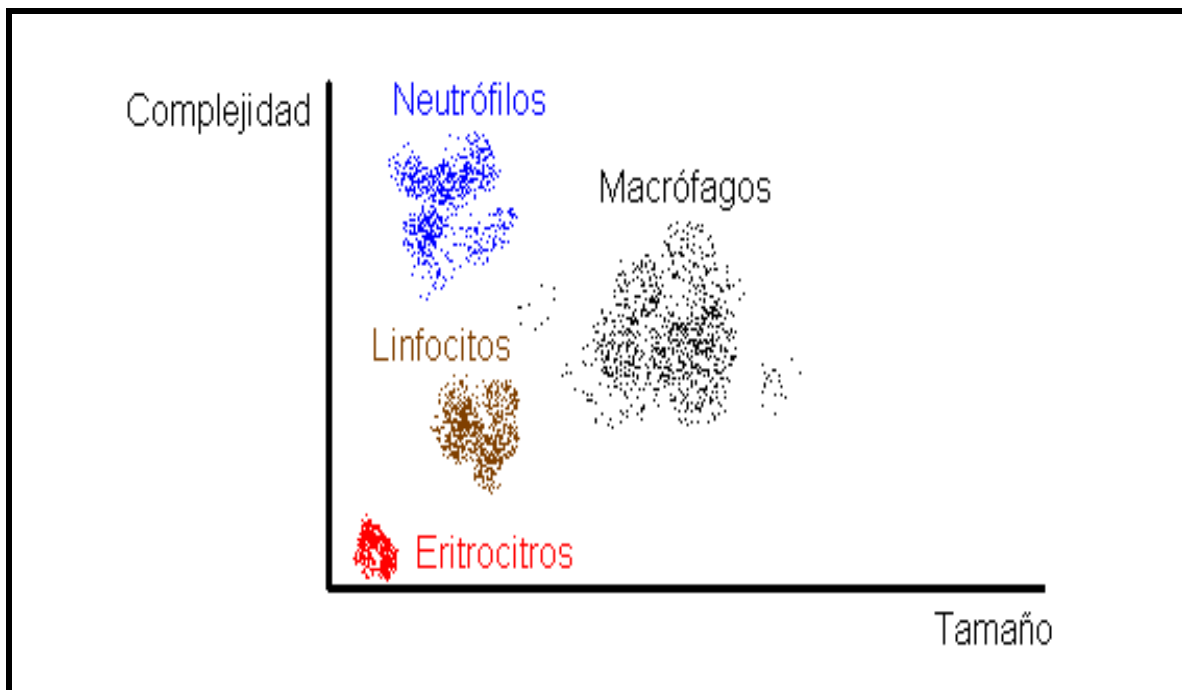 Complejidad
Neutrófilos
Macrófagos
Linfocitos
Eritrocitros
Tamaño